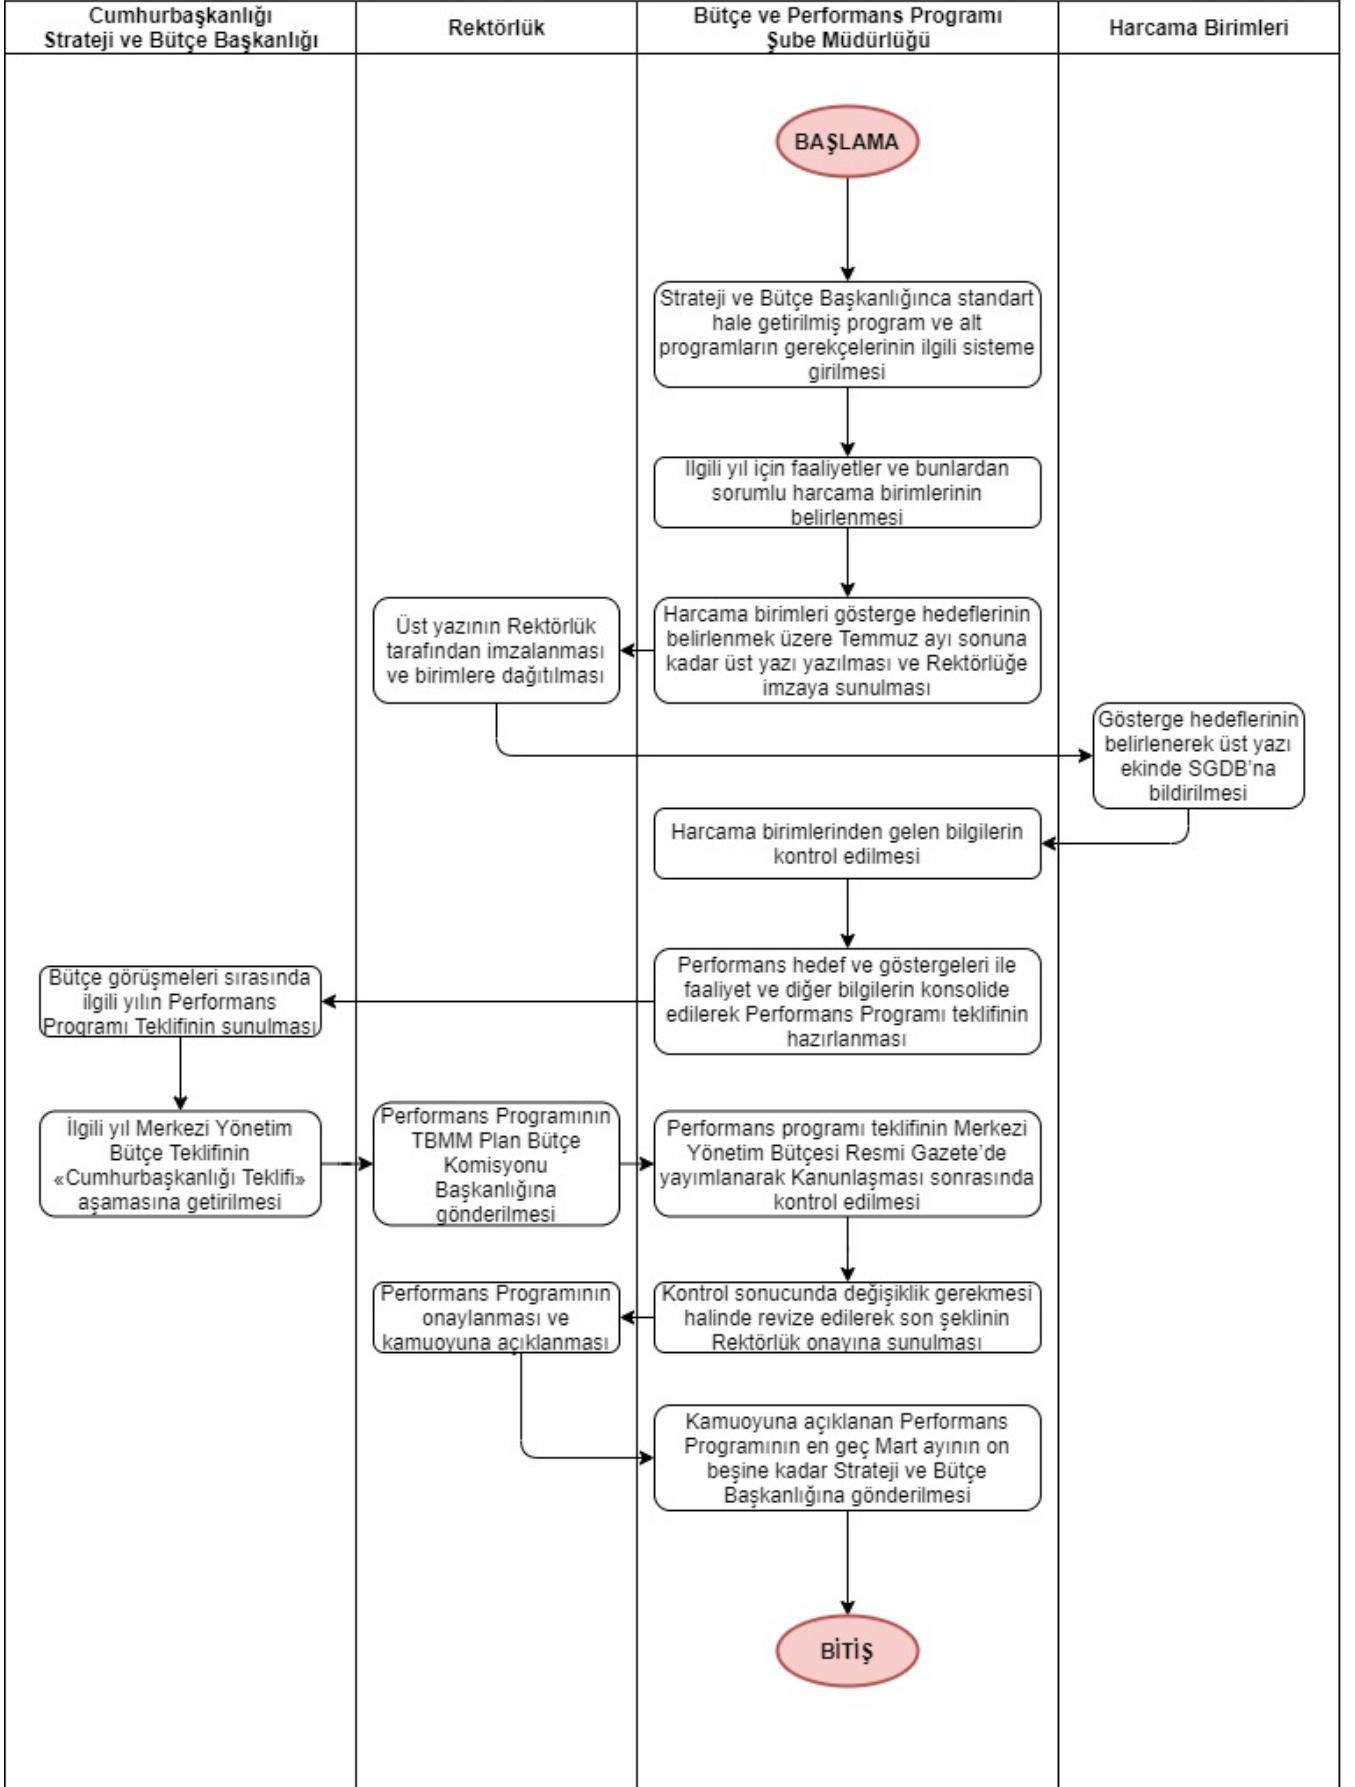 Cumhurbaşkanlığı
Strateji ve Bütçe Başkanlığı
Rektörlük
Bütçe ve Performans Programı
Şube Müdürlüğü
Harcama Birimleri
BAŞLAMA
Strateji ve Bütçe Başkanlığınca standart
hale getirilmiş program ve alt
programların gerekçelerinin ilgili sisteme
girilmesi
Ilgili yıl için faaliyetler ve bunlardan
sorumlu harcama birimlerinin
belirlenmesi
Harcama birimleri gösterge hedeflerinin
belirlenmek üzere Temmuz ayı sonuna
kadar üst yazı yazılması ve Rektörlüğe
imzaya sunulması
Üst yazının Rektörlük
tarafından imzalanması
ve birimlere dağıtılması
Gösterge hedeflerinin
belirlenerek üst yazı
ekinde SGDB'na
bildirilmesi
Harcama birimlerinden gelen bilgilerin
kontrol edilmesi
Performans hedef ve göstergeleri ile
faaliyet ve diğer bilgilerin konsolide
edilerek Performans Programı teklifinin
hazırlanması
Bütçe görüşmeleri sırasında
ilgili yılın Performans
Programı Teklifinin sunulması
İlgili yıl Merkezi Yönetim
Bütçe Teklifinin
«Cumhurbaşkanlığı Teklifi»
aşamasına getirilmesi
Performans Programının
TBMM Plan Bütçe
Komisyonu
Başkanlığına
gönderilmesi
Performans programı teklifinin Merkezi
Yönetim Bütçesi Resmi Gazete'de
yayımlanarak Kanunlaşması sonrasında
kontrol edilmesi
Kontrol sonucunda değişiklik gerekmesi
halinde revize edilerek son şeklinin
Rektörlük onayına sunulması
Performans Programının
onaylanması ve
kamuoyuna açıklanması
Kamuoyuna açıklanan Performans
Programının en geç Mart ayının on
beşine kadar Strateji ve Bütçe
Başkanlığına gönderilmesi
BİTİŞ